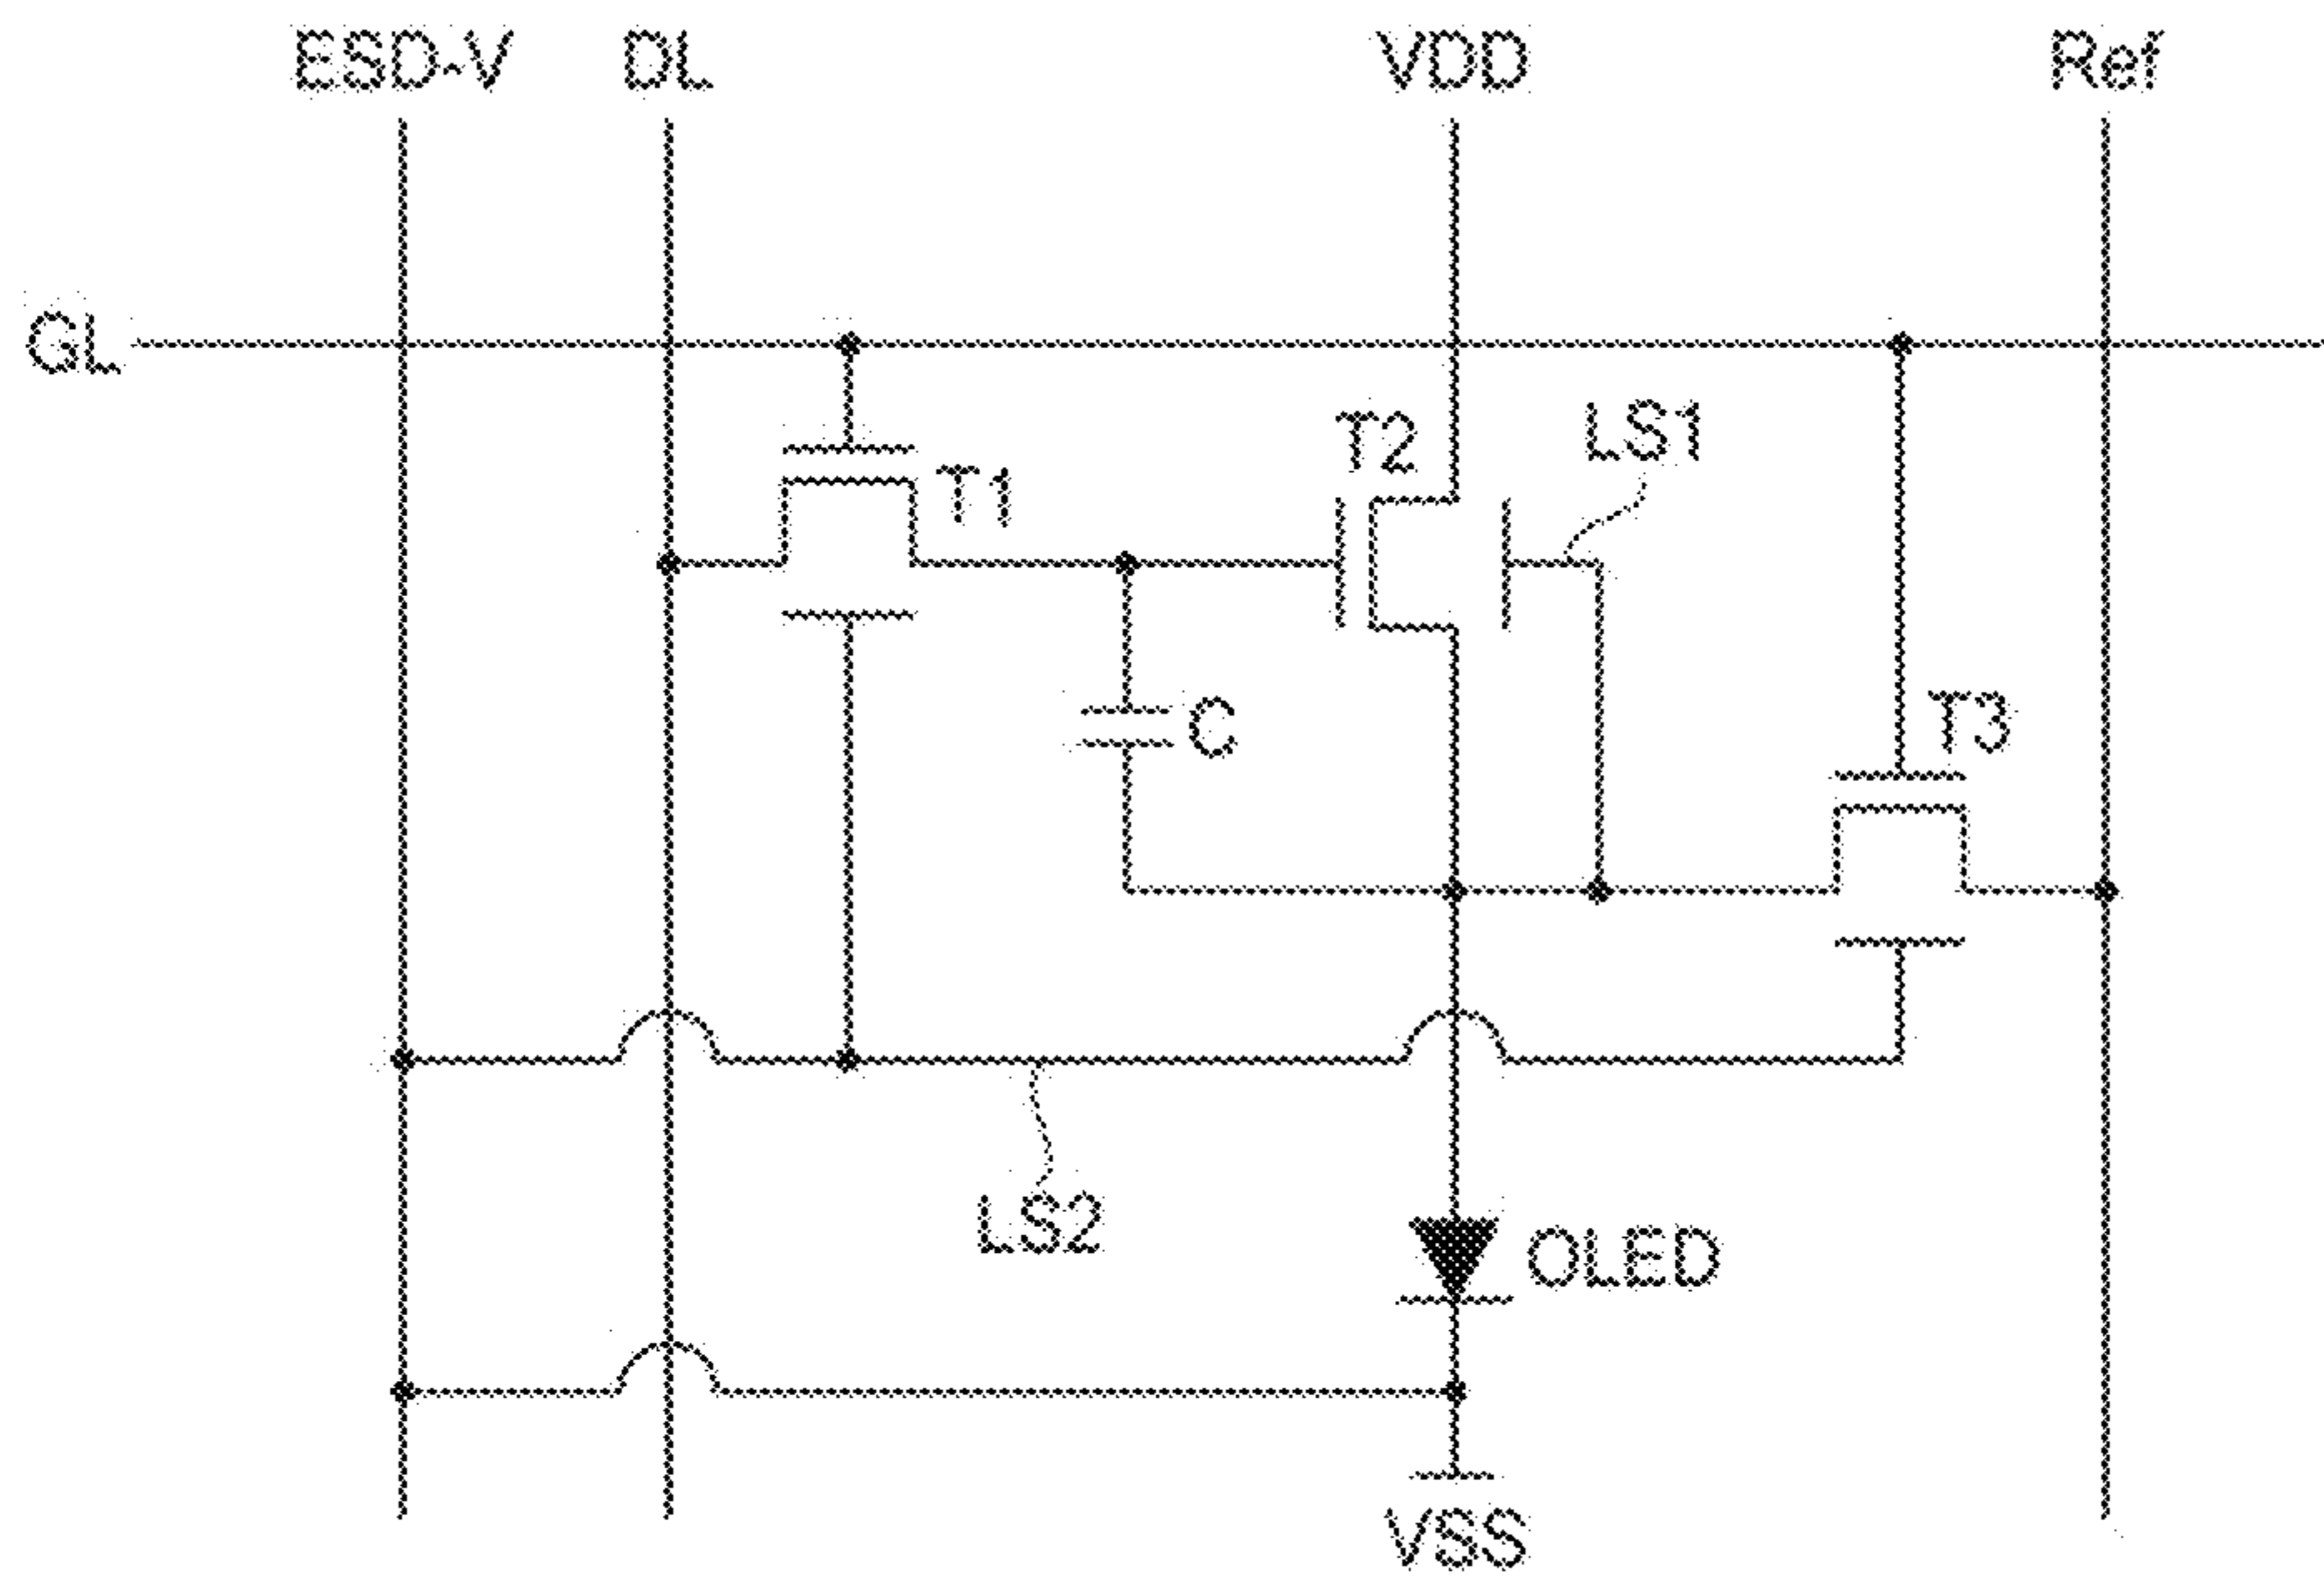 ESD-V
DL
VDD
Ref
GL
T2
LS1
T1
C
T3
LS2
OLED
VSS